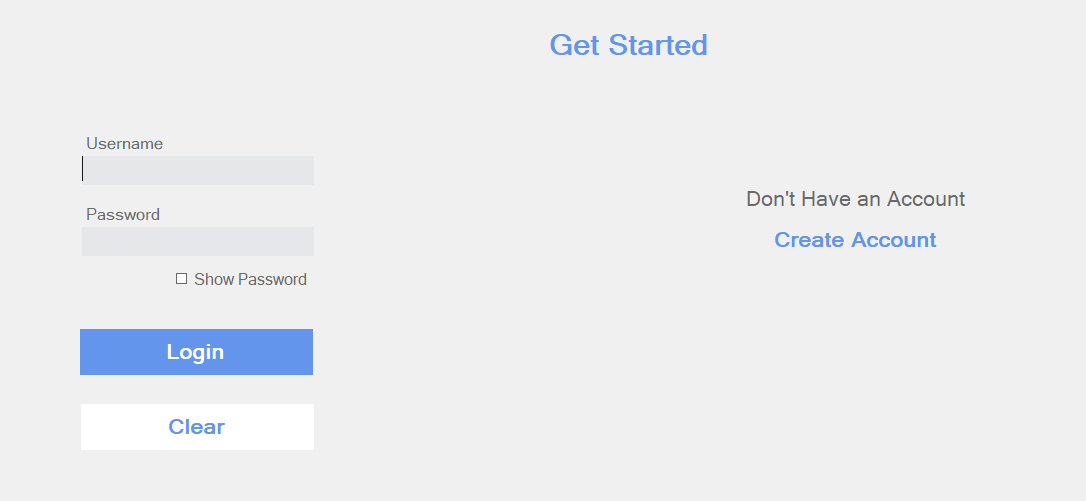 Get Started
Username
Password
Show Password
Login
Clear
Don't Have an Account
Create Account